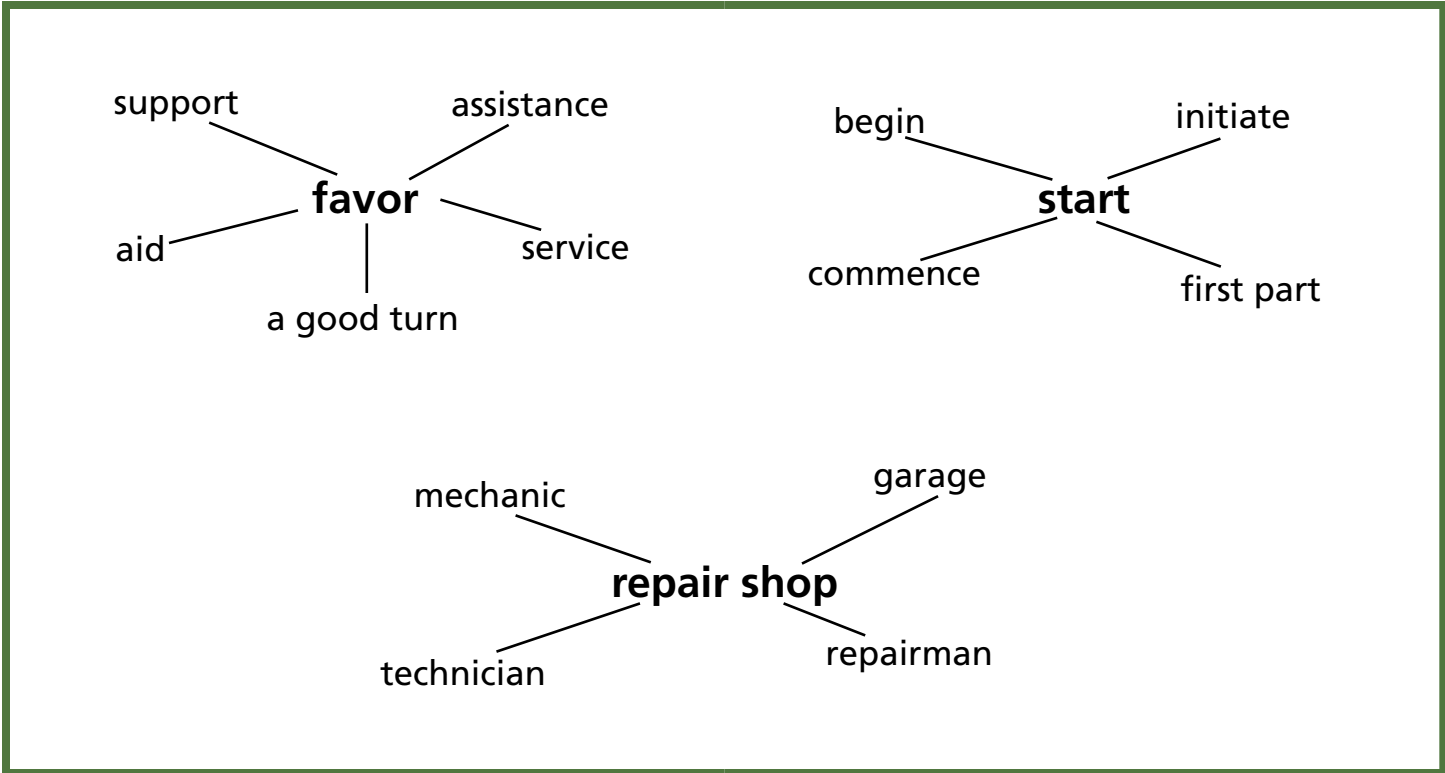 support
assistance
favor
aid
service
a good turn
begin
initiate
start
commence
first part
mechanic
garage
repair shop
technician
repairman